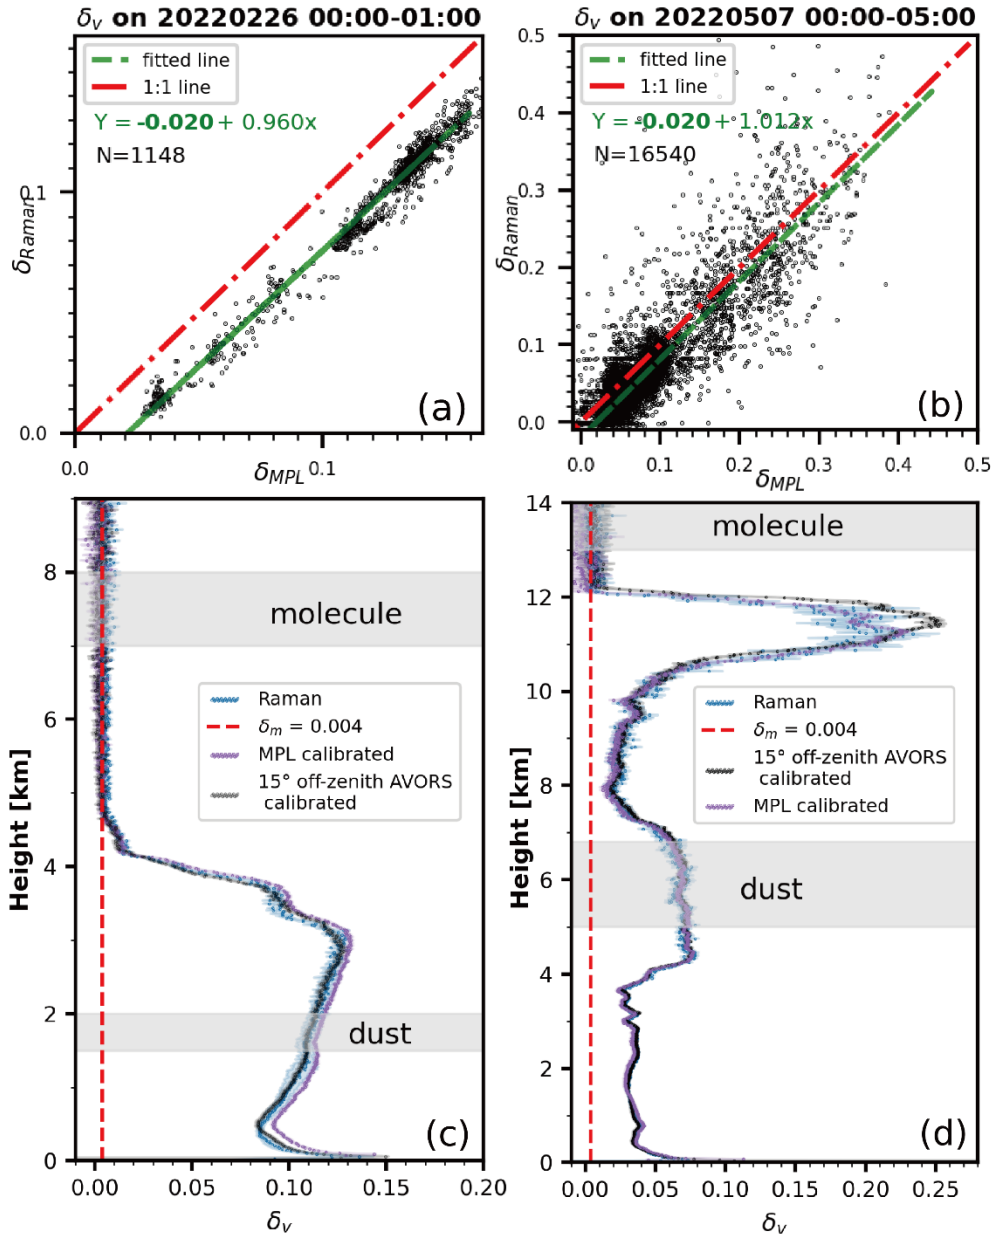 δv on 20220226 00:00-01:00
fitted line
1:1 line
Y = -0.020 + 0.960x
N=1148
δRaman
0.1
0.0
(a)
0.0
0.1
δMPL
δv on 20220507 00:00-05:00
fitted line
1:1 line
Y = -0.020 + 1.012x
N=16540
δRaman
0.5
0.4
0.3
0.2
0.1
0.0
(b)
0.0
0.1
0.2
0.3
0.4
0.5
δMPL
Height [km]
8
6
4
2
0
molecule
Raman
δm = 0.004
MPL calibrated
15° off-zenith AVORS
calibrated
dust
(c)
0.00
0.05
0.10
0.15
0.20
δv
Height [km]
14
12
10
8
6
4
2
0
molecule
Raman
δm = 0.004
15° off-zenith AVORS
calibrated
MPL calibrated
dust
(d)
0.00
0.05
0.10
0.15
0.20
0.25
δv